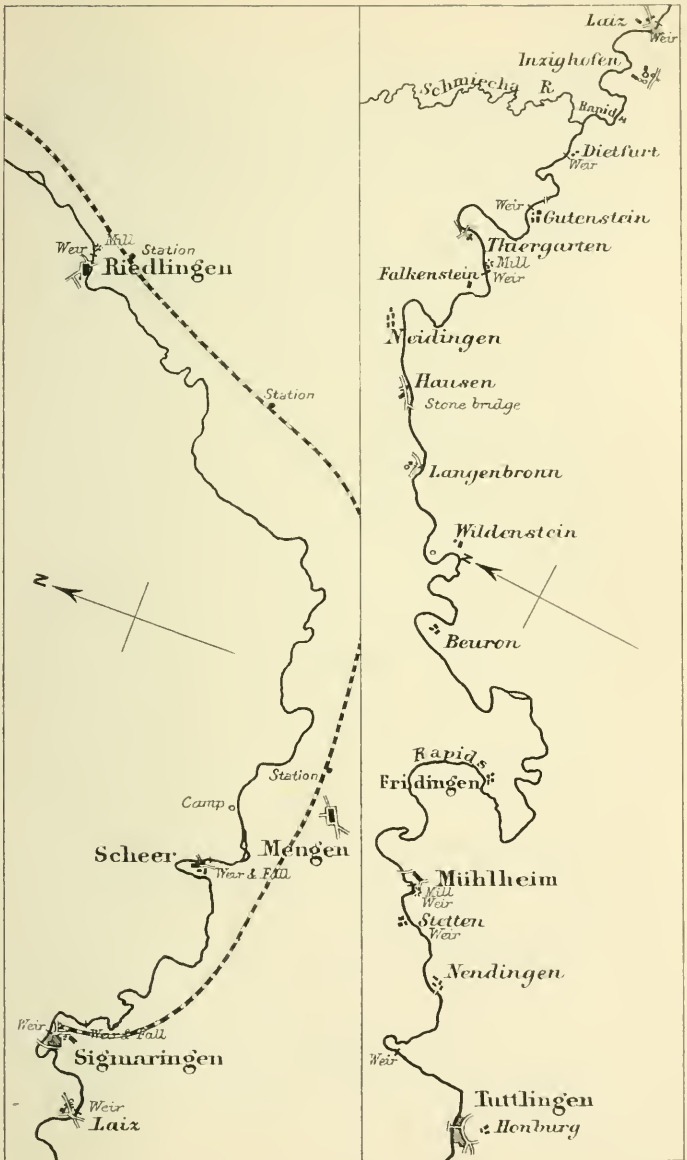 Mill
Weir
Station
Riedlingen
Station
N
Station
Camp
Mengen
Scheer
Weir & Fall
Weir
Weir & Fall
Sigmaringen
Weir
Laiz
Laiz
Weir
Inzighofen
Schmiecha R.
Rapids
Dietfurt
Weir
Weir
Gutenstein
Thiergarten
Mill
Falkenstein
Weir
Neidingen
Hausen
Stone bridge
Langenbronn
Wildenstein
N
Beuron
Rapids
Fridingen
Mühlheim
Mill
Weir
Stetten
Weir
Nendingen
Weir
Tuttlingen
Honburg